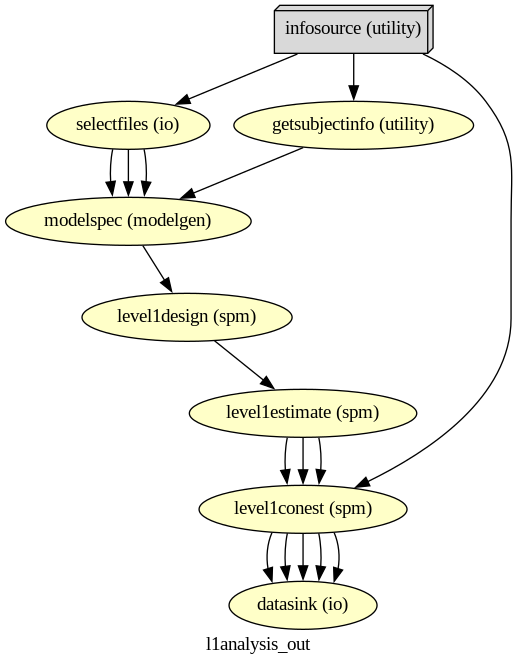 infosource (utility)
selectfiles (io)
getsubjectinfo (utility)
modelspec (modelgen)
level1design (spm)
level1estimate (spm)
level1conest (spm)
datasink (io)
l1analysis_out